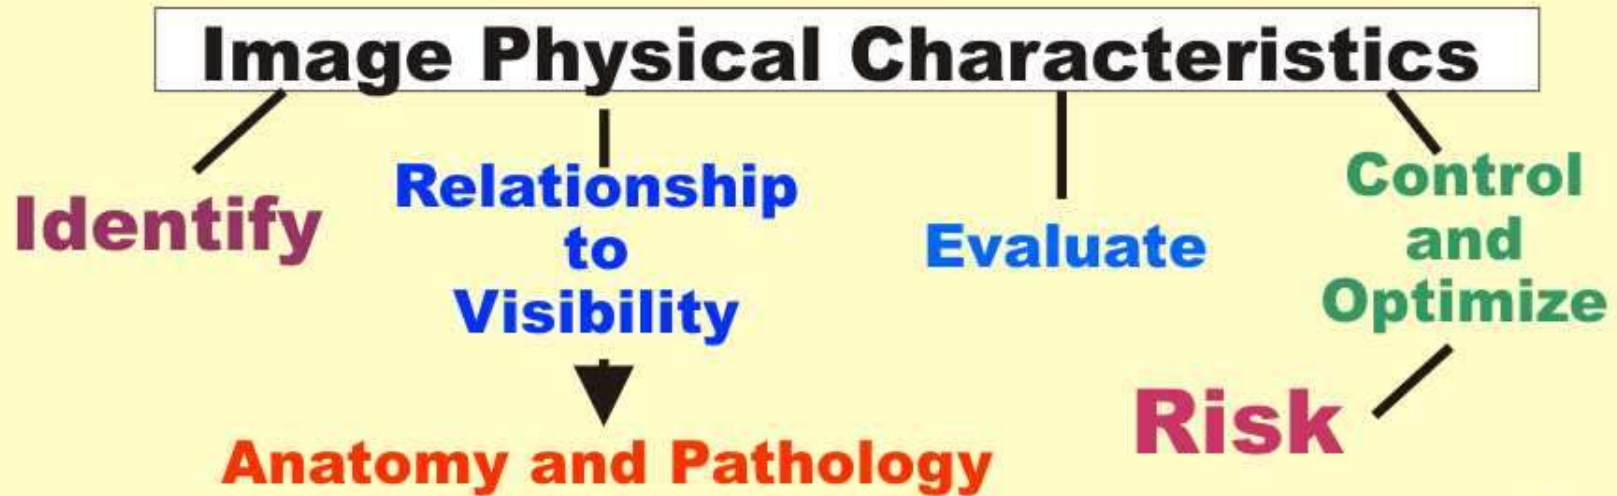 Image Physical Characteristics
Identify
Relationship
to
Visibility
Evaluate
Control
and
Optimize
Risk
Anatomy and Pathology